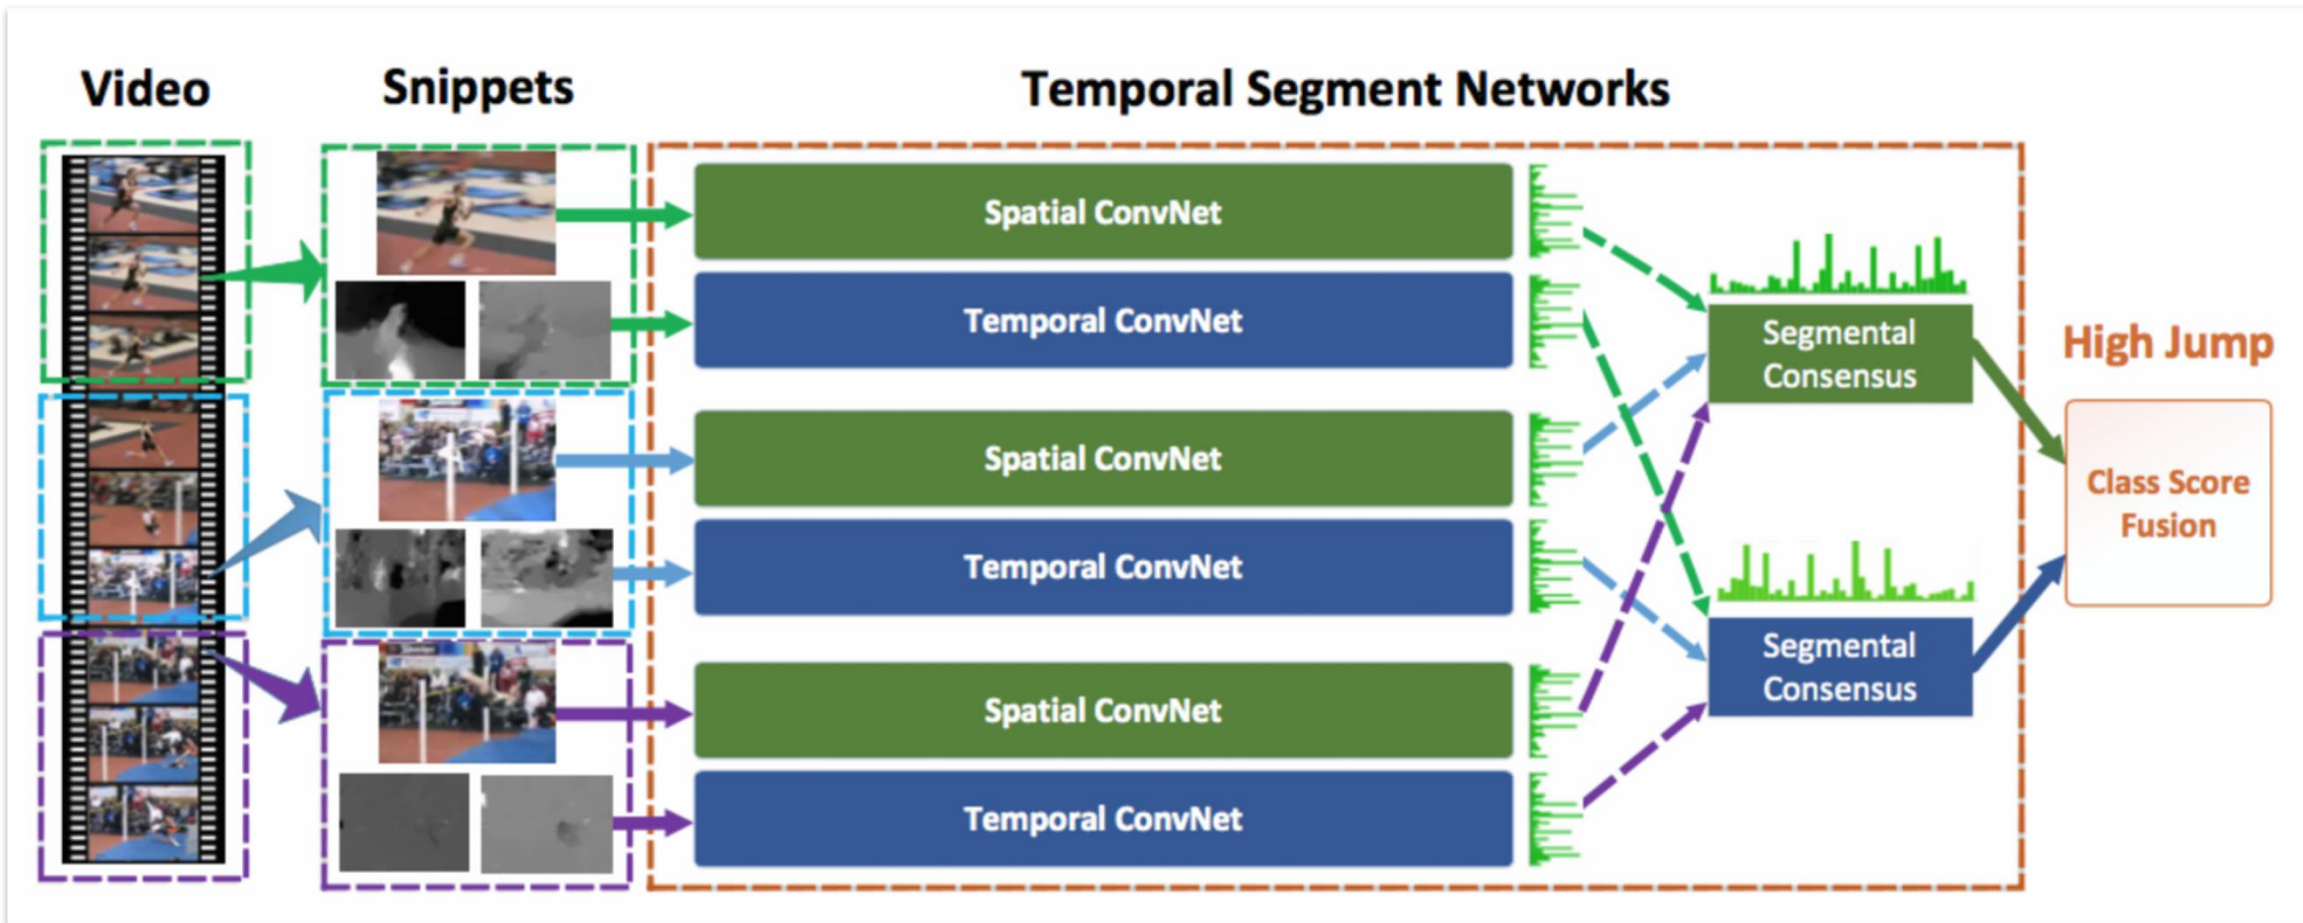 Video
Snippets
Temporal Segment Networks
Spatial ConvNet
Temporal ConvNet
Spatial ConvNet
Temporal ConvNet
Spatial ConvNet
Temporal ConvNet
Segmental
Consensus
Segmental
Consensus
High Jump
Class Score
Fusion